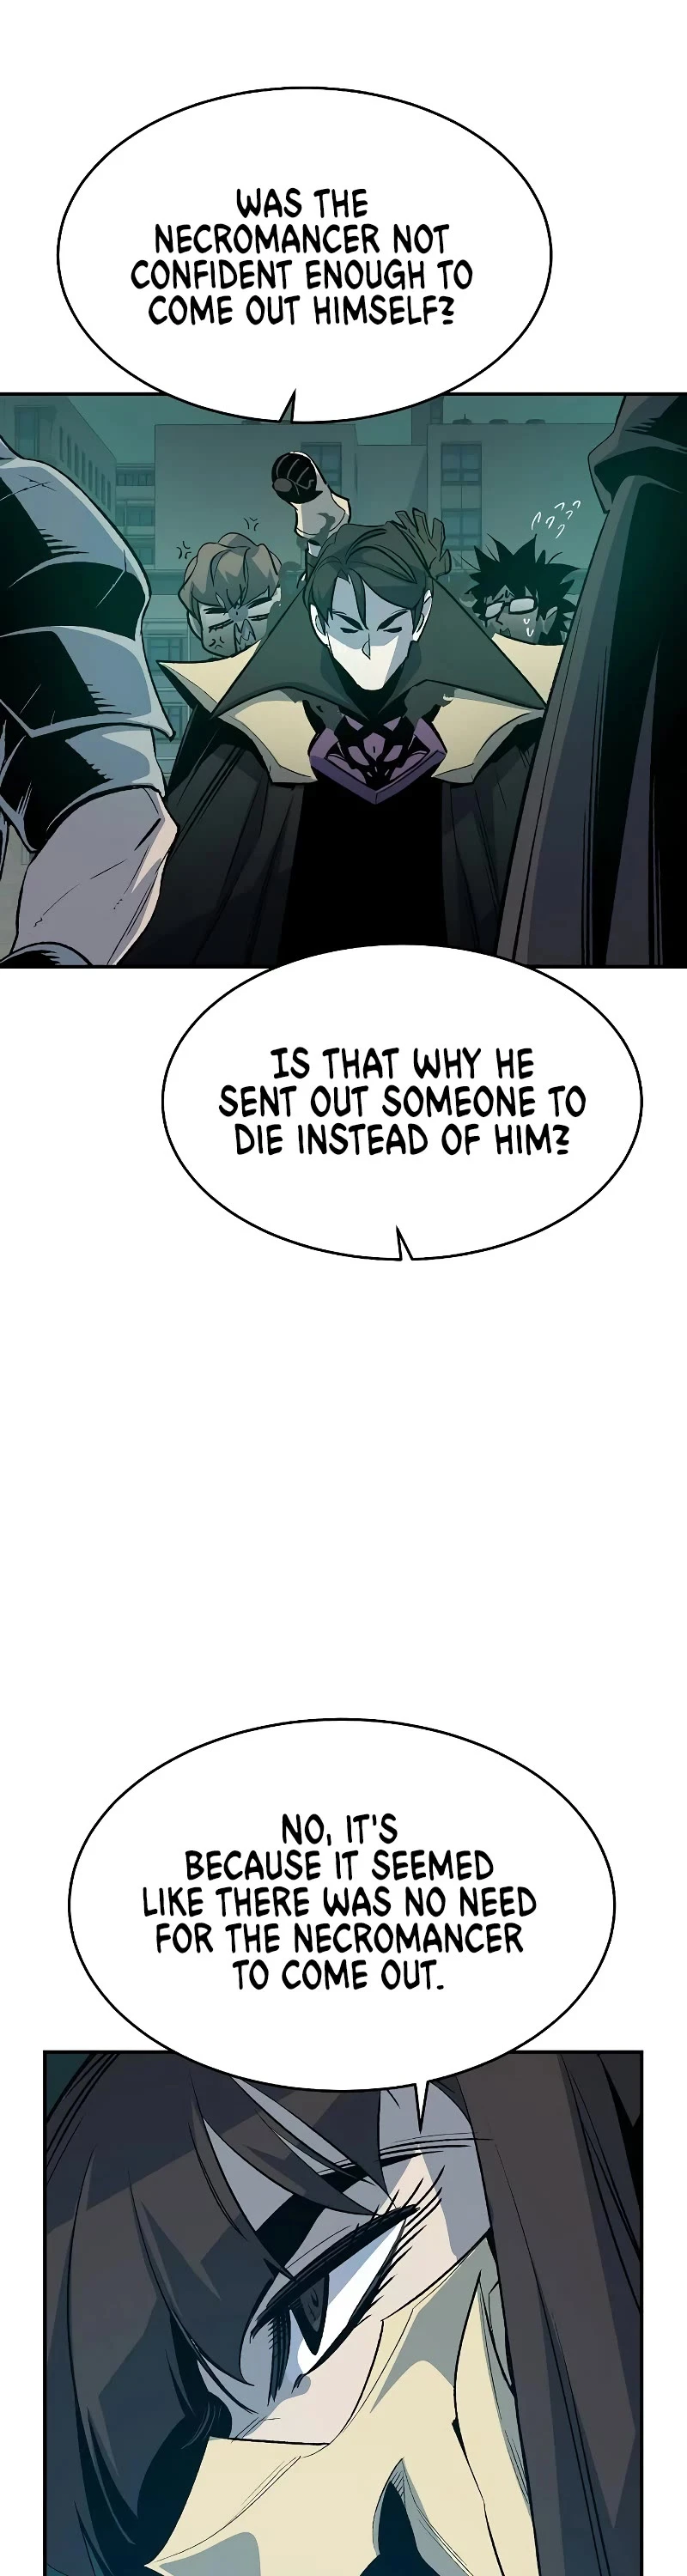 WAS THE
NECROMANCER NOT
CONFIDENT ENOUGH TO
COME OUT HIMSELF?
IS THAT WHY HE
SENT OUT SOMEONE TO
DIE INSTEAD OF HIM?
NO, IT'S
BECAUSE IT SEEMED
LIKE THERE WAS NO NEED
FOR THE NECROMANCER
TO COME OUT.